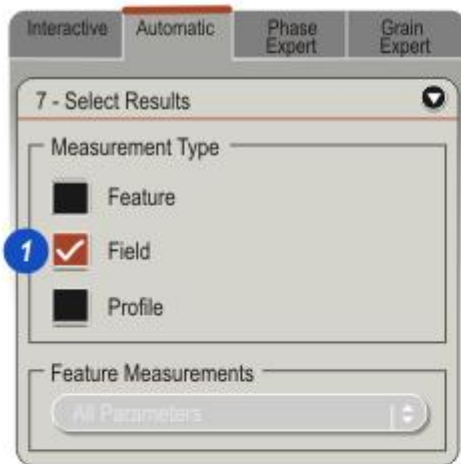 Interactive
Automatic
Phase
Expert
Grain
Expert
7 - Select Results
Measurement Type
Feature
1
Field
Profile
Feature Measurements
All Parameters